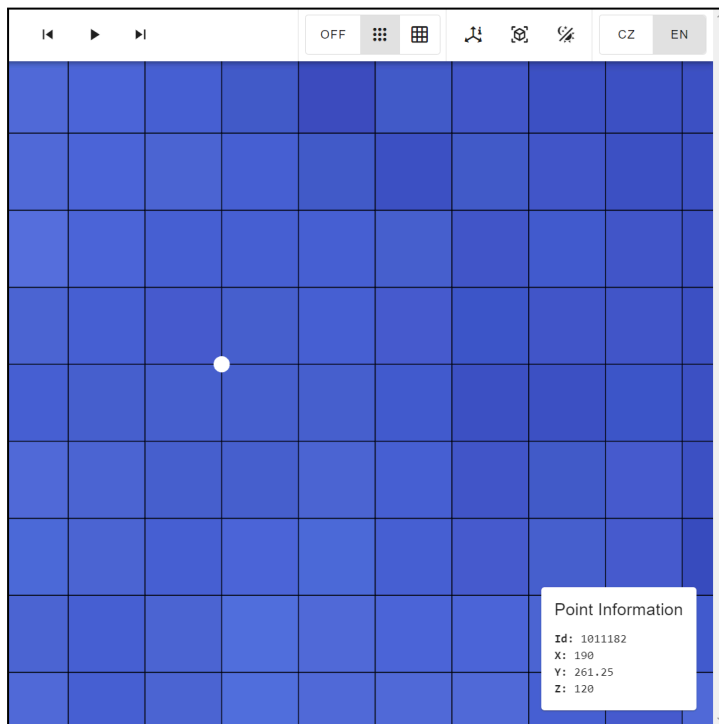 OFF
CZ
EN
Point Information
Id: 1011182
X: 190
Y: 261.25
Z: 120